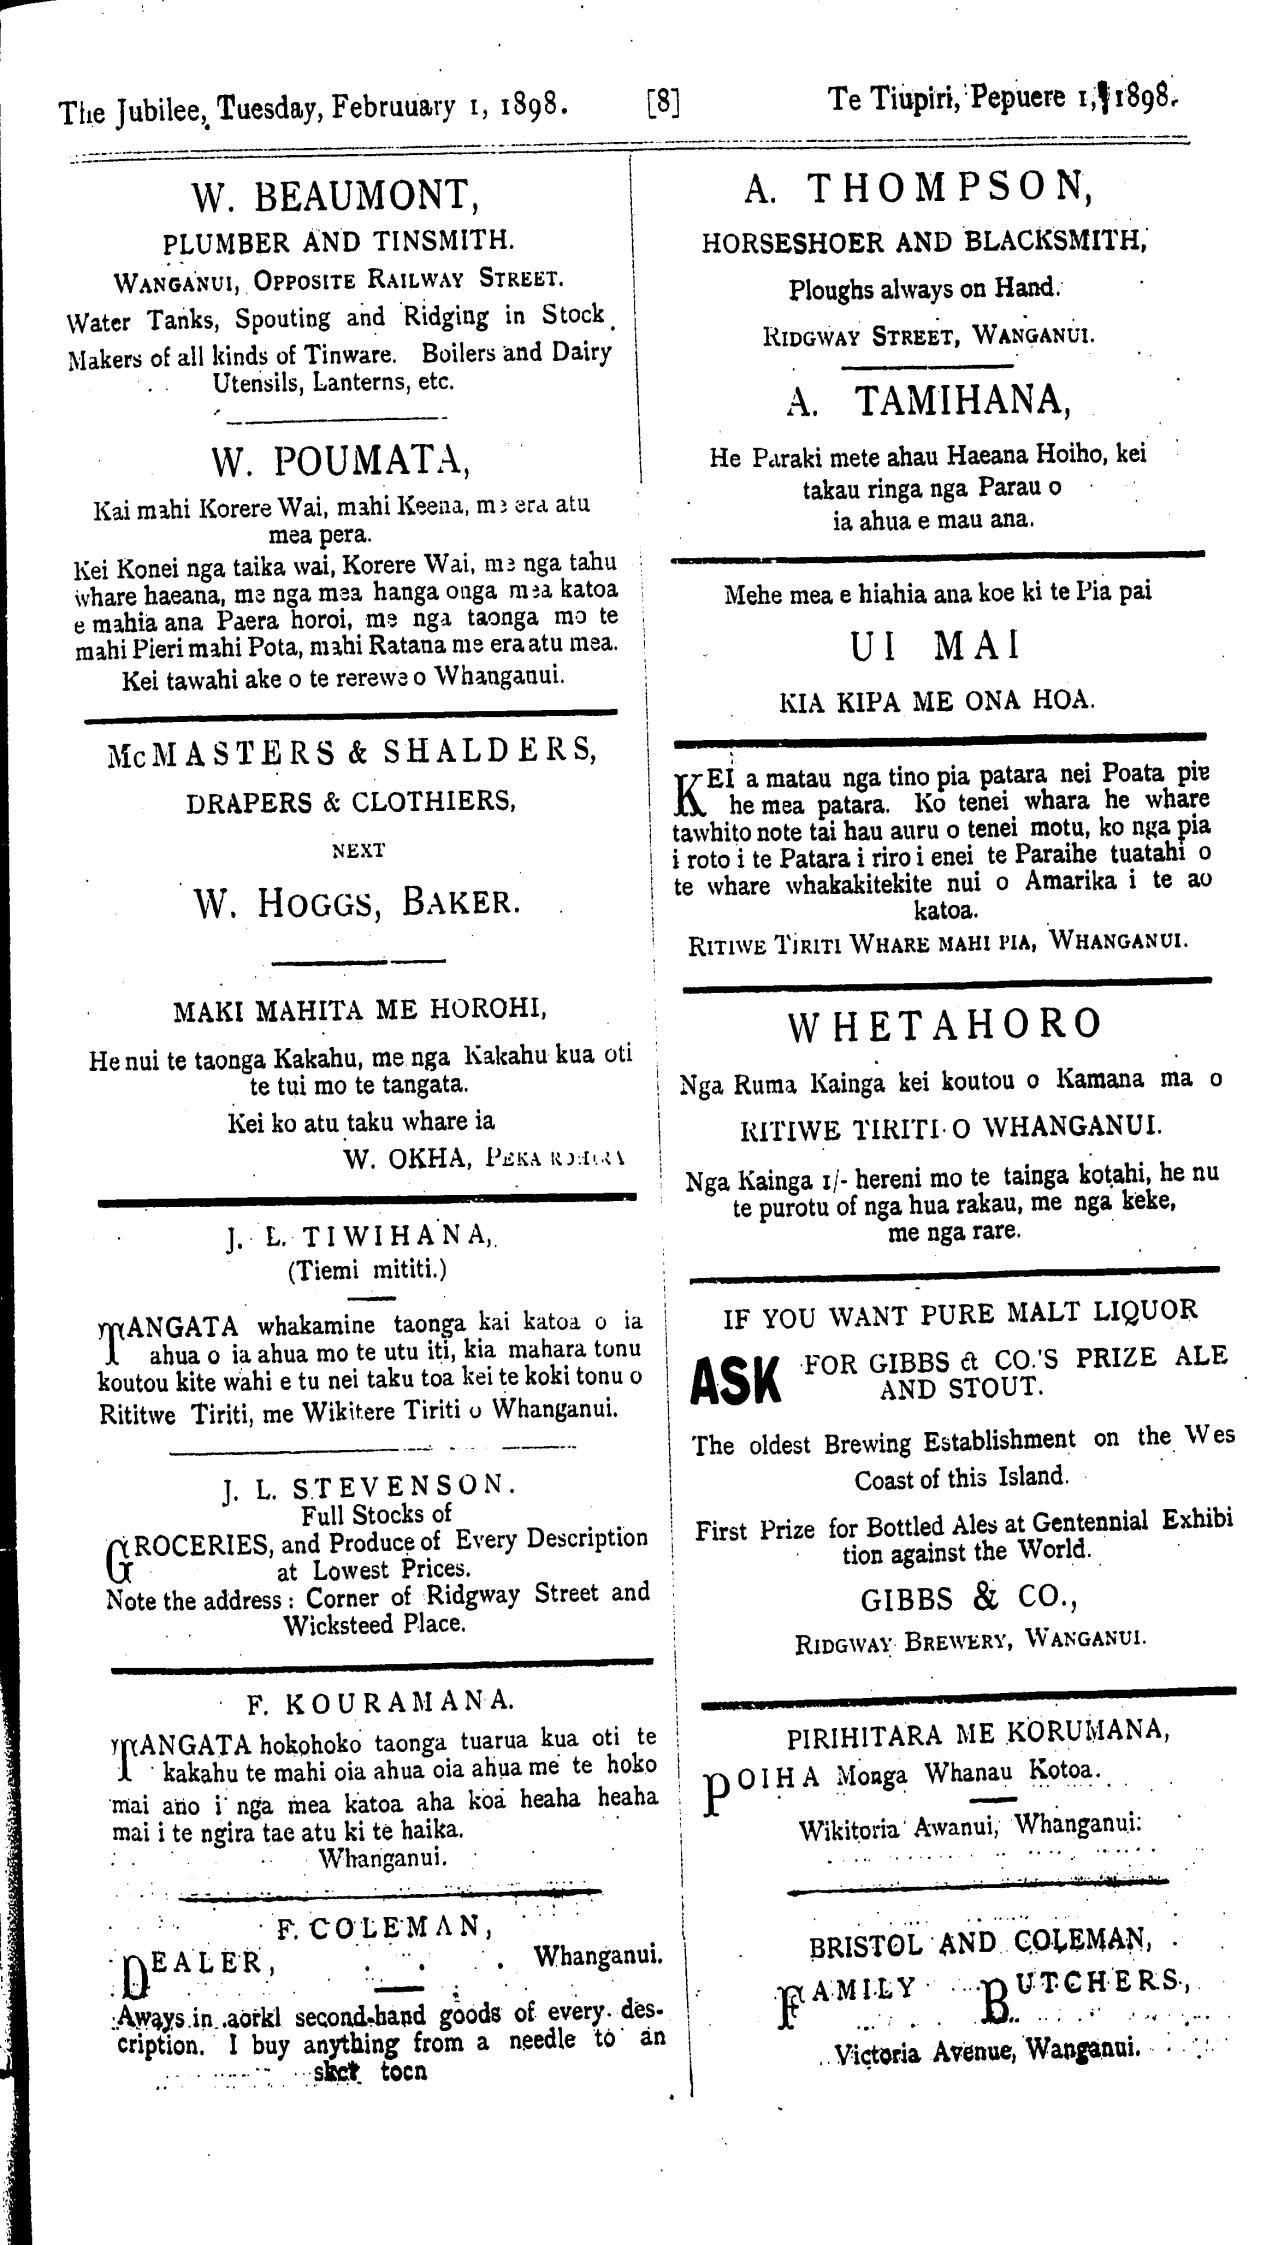 The Jubilee, Tuesday, Februuary 1, 1898.
[8]
Te Tiupiri, Pepuere 1, 1898.
W. BEAUMONT,
PLUMBER AND TINSMITH.
WANGANUI, OPPOSITE RAILWAY STREET.
Water Tanks, Spouting and Ridging in Stock.
Makers of all kinds of Tinware. Boilers and Dairy
Utensils, Lanterns, etc.
W. POUMATA,
Kai mahi Korere Wai, mahi Keena, me era atu
mea pera.
Kei Konei nga taika wai, Korere Wai, me nga tahu
whare haeana, me nga mea hanga onga mea katoa
e mahia ana Paera horoi, me nga taonga mo te
mahi Pieri mahi Pota, mahi Ratana me era atu mea.
Kei tawahi ake o te rerewe o Whanganui.
McMASTERS & SHALDERS,
DRAPERS & CLOTHIERS,
NEXT
W. HOGGS, BAKER.
MAKI MAHITA ME HOROHI,
He nui te taonga Kakahu, me nga Kakahu kua oti
te tui mo te tangata.
Kei ko atu taku whare ia
W. OKHA, PEKA
J. L. TIWIHANA,
(Tiemi mititi.)
TANGATA whakamine taonga kai katoa o ia
ahua o ia ahua mo te utu iti, kia mahara tonu
koutou kite wahi e tu nei taku toa kei te koki tonu o
Rititwe Tiriti, me Wikitere Tiriti o Whanganui.
J. L. STEVENSON.
Full Stocks of
GROCERIES, and Produce of Every Description
at Lowest Prices.
Note the address: Corner of Ridgway Street and
Wicksteed Place.
F. KOURAMANA.
TANGATA hokohoko taonga tuarua kua oti te
kakahu te mahi oia ahua oia ahua me te hoko
mai ano i nga mea katoa aha koa heaha heaha
mai i te ngira tae atu ki te haika.
Whanganui.
F. COLEMAN,
DEALER, . . . Whanganui.
Aways in aorkl second-hand goods of every des-
cription. I buy anything from a needle to an
tocn
A. THOMPSON,
HORSESHOER AND BLACKSMITH,
Ploughs always on Hand.
RIDGWAY STREET, WANGANUI.
A. TAMIHANA,
He Paraki mete ahau Haeana Hoiho, kei
takau ringa nga Parau o
ia ahua e mau ana.
Mehe mea e hiahia ana koe ki te Pia pai
UI MAI
KIA KIPA ME ONA HOA.
KEI a matau nga tino pia patara nei Poata pie
he mea patara. Ko tenei whara he whare
tawhito note tai hau auru o tenei motu, ko nga pia
i roto i te Patara i riro i enei te Paraihe tuatahi o
te whare whakakitekite nui o Amarika i te ao
katoa.
RITIWE TIRITI WHARE MAHI PIA, WHANGANUI.
WHETAHORO
Nga Ruma Kainga kei koutou o Kamana ma o
RITIWE TIRITI O WHANGANUI.
Nga Kainga 1/- hereni mo te tainga kotahi, he nu
te purotu of nga hua rakau, me nga keke,
me nga rare.
IF YOU WANT PURE MALT LIQUOR
ASK FOR GIBBS & CO.'S PRIZE ALE
AND STOUT.
The oldest Brewing Establishment on the Wes
Coast of this Island.
First Prize for Bottled Ales at Gentennial Exhibi
tion against the World.
GIBBS & CO.,
RIDGWAY BREWERY, WANGANUI.
PIRIHITARA ME KORUMANA,
POIHA Monga Whanau Kotoa.
Wikitoria Awanui, Whanganui:
BRISTOL AND COLEMAN,
FAMILY BUTCHERS,
Victoria Avenue, Wanganui.